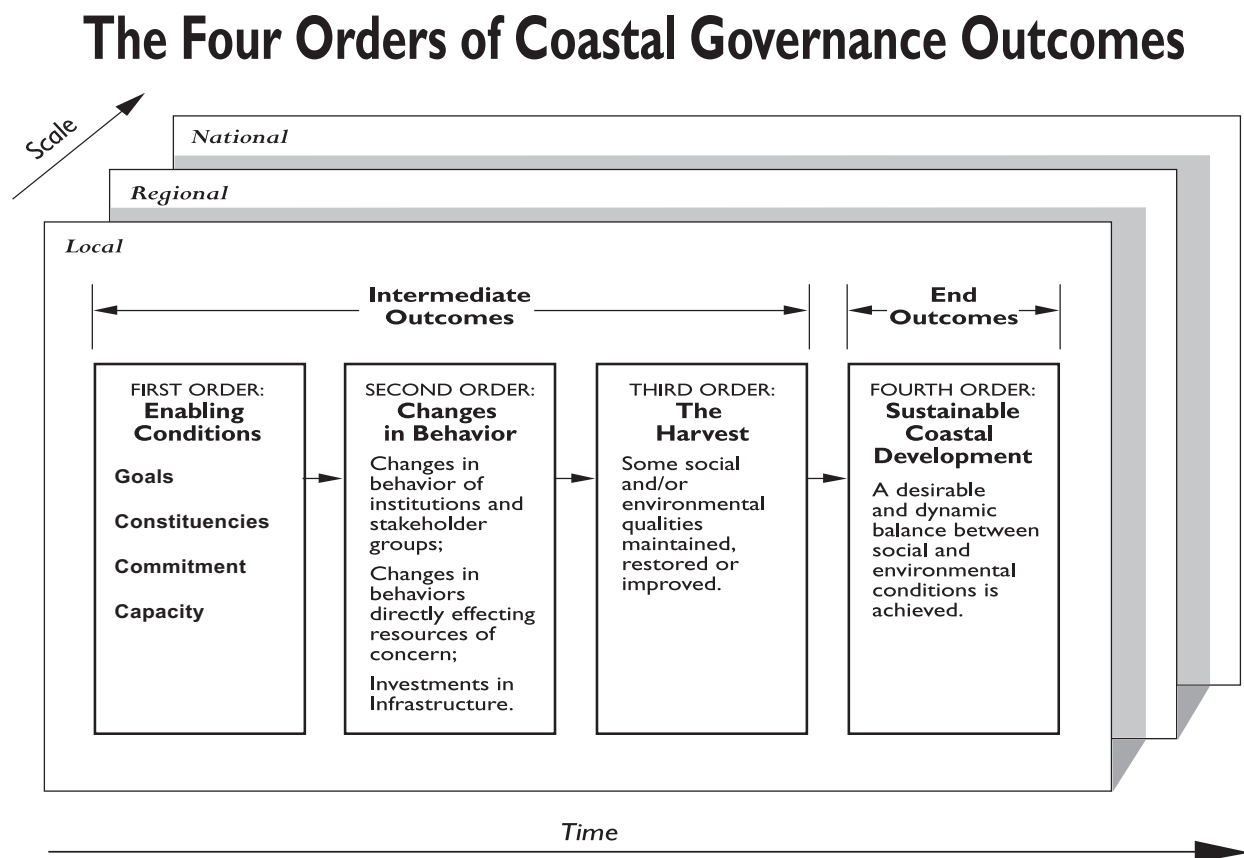 The Four Orders of Coastal Governance Outcomes
Scale
National
Regional
Local
Intermediate
Outcomes
End
Outcomes
FIRST ORDER:
Enabling
Conditions
Goals
Constituencies
Commitment
Capacity
SECOND ORDER:
Changes
in Behavior
Changes in
behavior of
institutions and
stakeholder
groups;
Changes in
behaviors
directly effecting
resources of
concern;
Investments in
Infrastructure.
THIRD ORDER:
The
Harvest
Some social
and/or
environmental
qualities
maintained,
restored or
improved.
FOURTH ORDER:
Sustainable
Coastal
Development
A desirable
and dynamic
balance between
social and
environmental
conditions is
achieved.
Time